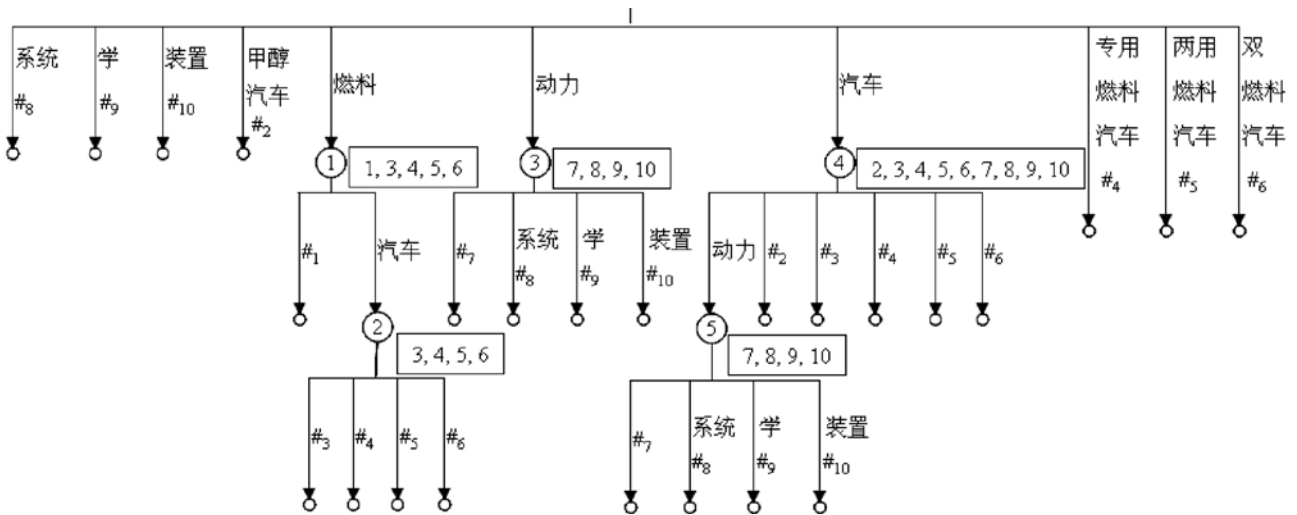 系统 #8
学 #9
装置 #10
甲醇汽车 #2
燃料
动力
汽车
专用燃料汽车 #4
两用燃料汽车 #5
双燃料汽车 #6
1
1, 3, 4, 5, 6
3
7, 8, 9, 10
4
2, 3, 4, 5, 6, 7, 8, 9, 10
#1
汽车
#7
系统 #8
学 #9
装置 #10
动力
#2
#3
#4
#5
#6
2
3, 4, 5, 6
5
7, 8, 9, 10
#3
#4
#5
#6
#7
系统 #8
学 #9
装置 #10